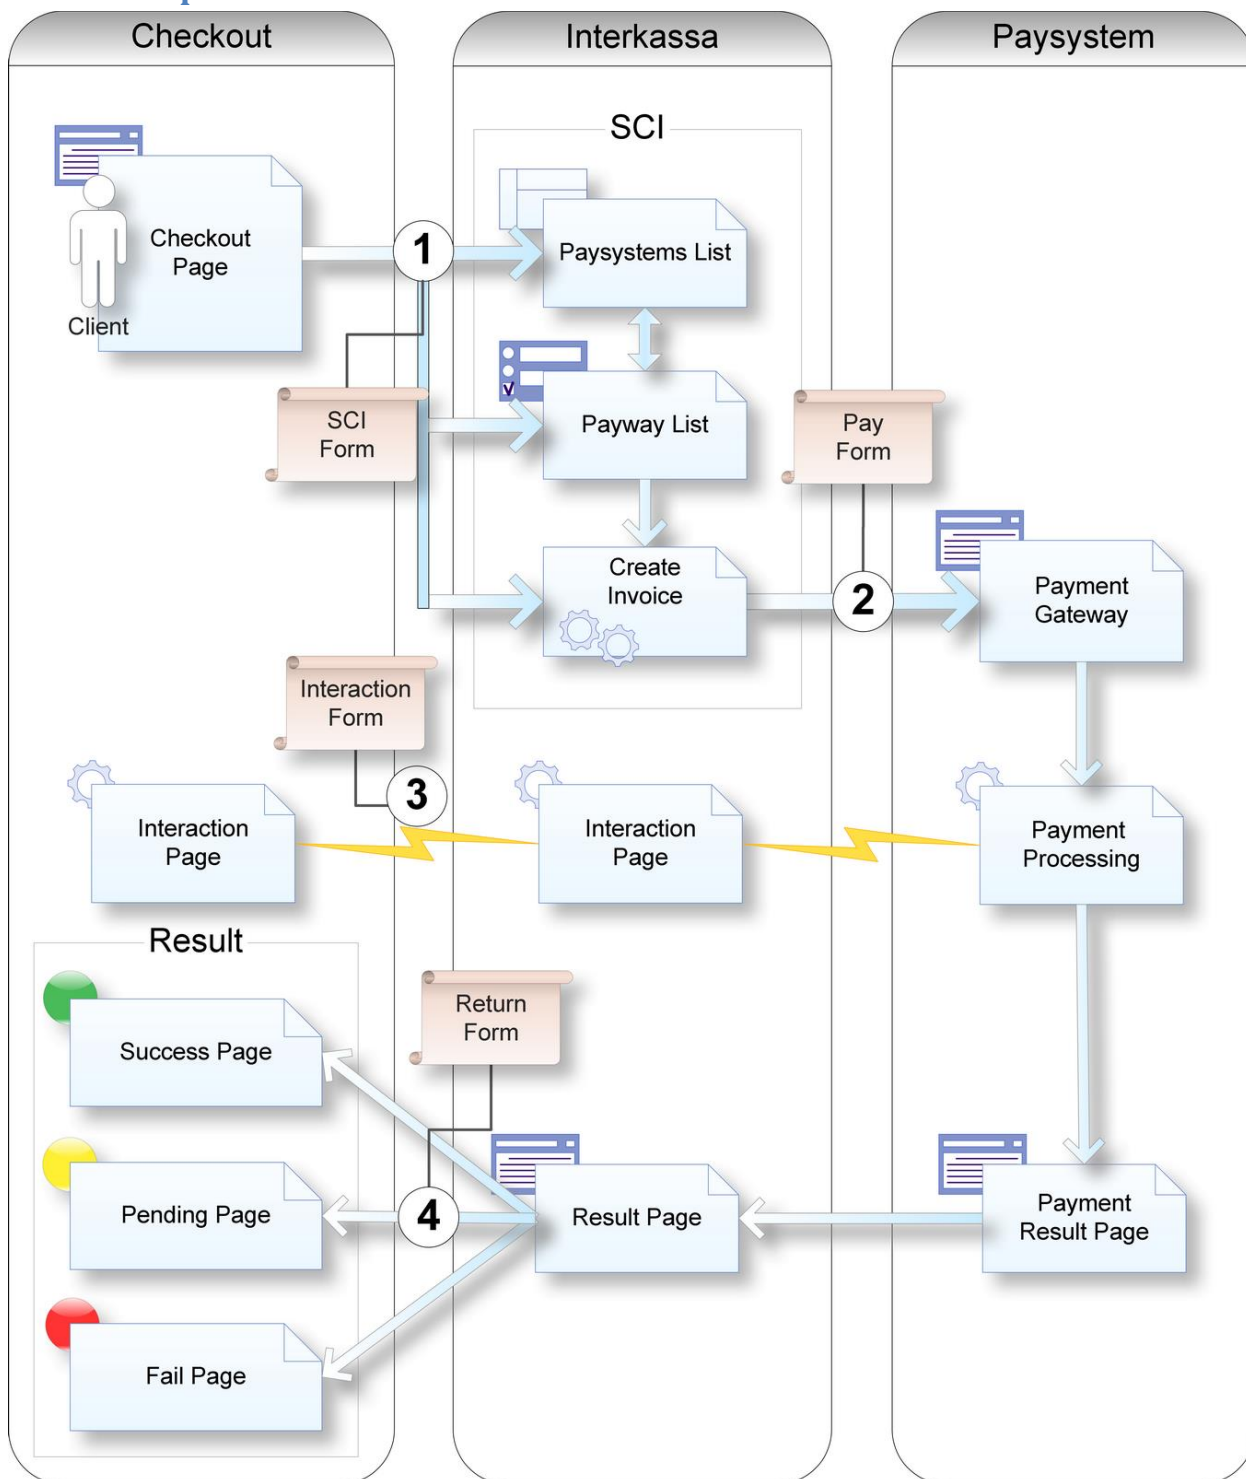 Checkout
Interkassa
Paysystem
SCI
Checkout
Page
Client
1
Paysystems List
SCI
Form
Payway List
Pay
Form
Create
Invoice
2
Payment
Gateway
Interaction
Form
3
Interaction
Page
Interaction
Page
Payment
Processing
Result
Success Page
Return
Form
Pending Page
4
Result Page
Payment
Result Page
Fail Page